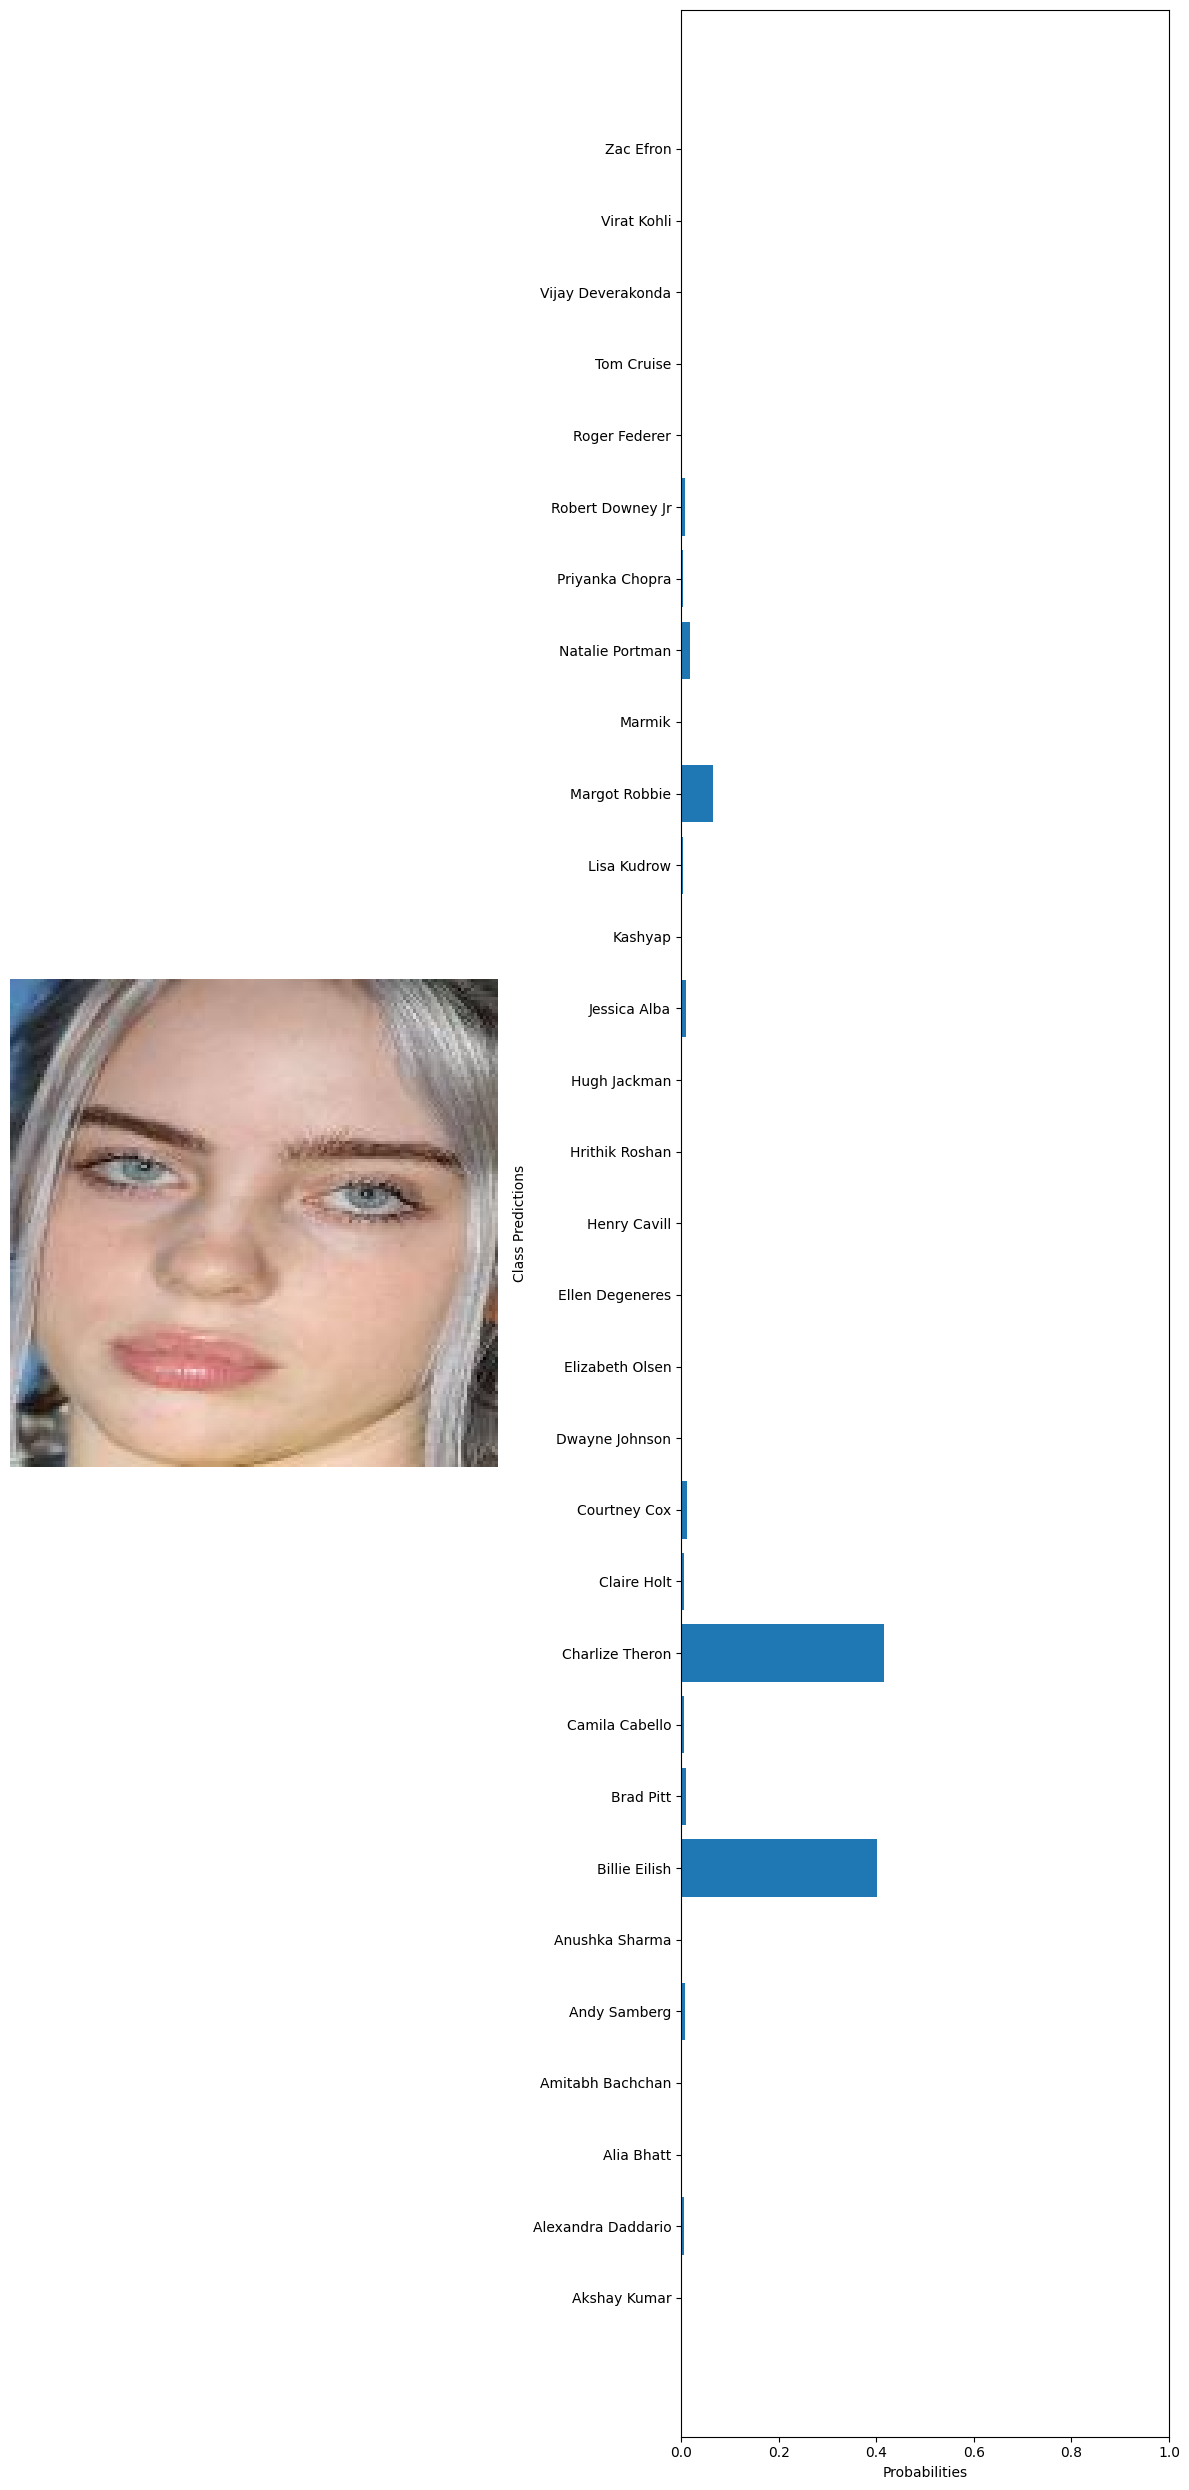 Zac Efron
Virat Kohli
Vijay Deverakonda
Tom Cruise
Roger Federer
Robert Downey Jr
Priyanka Chopra
Natalie Portman
Marmik
Margot Robbie
Lisa Kudrow
Kashyap
Jessica Alba
Hugh Jackman
Hrithik Roshan
Henry Cavill
Ellen Degeneres
Elizabeth Olsen
Dwayne Johnson
Courtney Cox
Claire Holt
Charlize Theron
Camila Cabello
Brad Pitt
Billie Eilish
Anushka Sharma
Andy Samberg
Amitabh Bachchan
Alia Bhatt
Alexandra Daddario
Akshay Kumar
Class Predictions
0.0 0.2 0.4 0.6 0.8 1.0
Probabilities